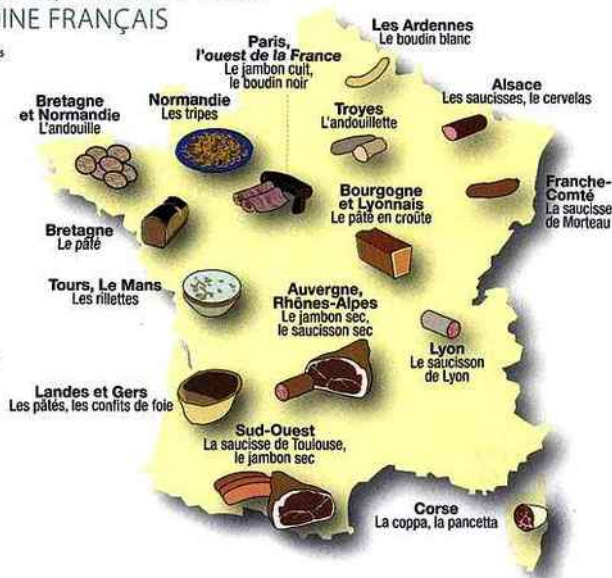 INE FRANÇAIS
Les Ardennes
Le boudin blanc
Paris,
l'ouest de la France
Le jambon cuit,
le boudin noir
Alsace
Les saucisses, le cervelas
Bretagne
et Normandie
L'andouille
Normandie
Les tripes
Troyes
L'andouillette
Franche-
Comté
La saucisse
de Morteau
Bourgogne
et Lyonnais
Le pâté en croûte
Bretagne
Le pâté
Tours, Le Mans
Les rillettes
Auvergne,
Rhônes-Alpes
Le jambon sec,
le saucisson sec
Lyon
Le saucisson
de Lyon
Landes et Gers
Les pâtés, les confits de foie
Sud-Ouest
La saucisse de Toulouse,
le jambon sec
Corse
La coppa, la pancetta